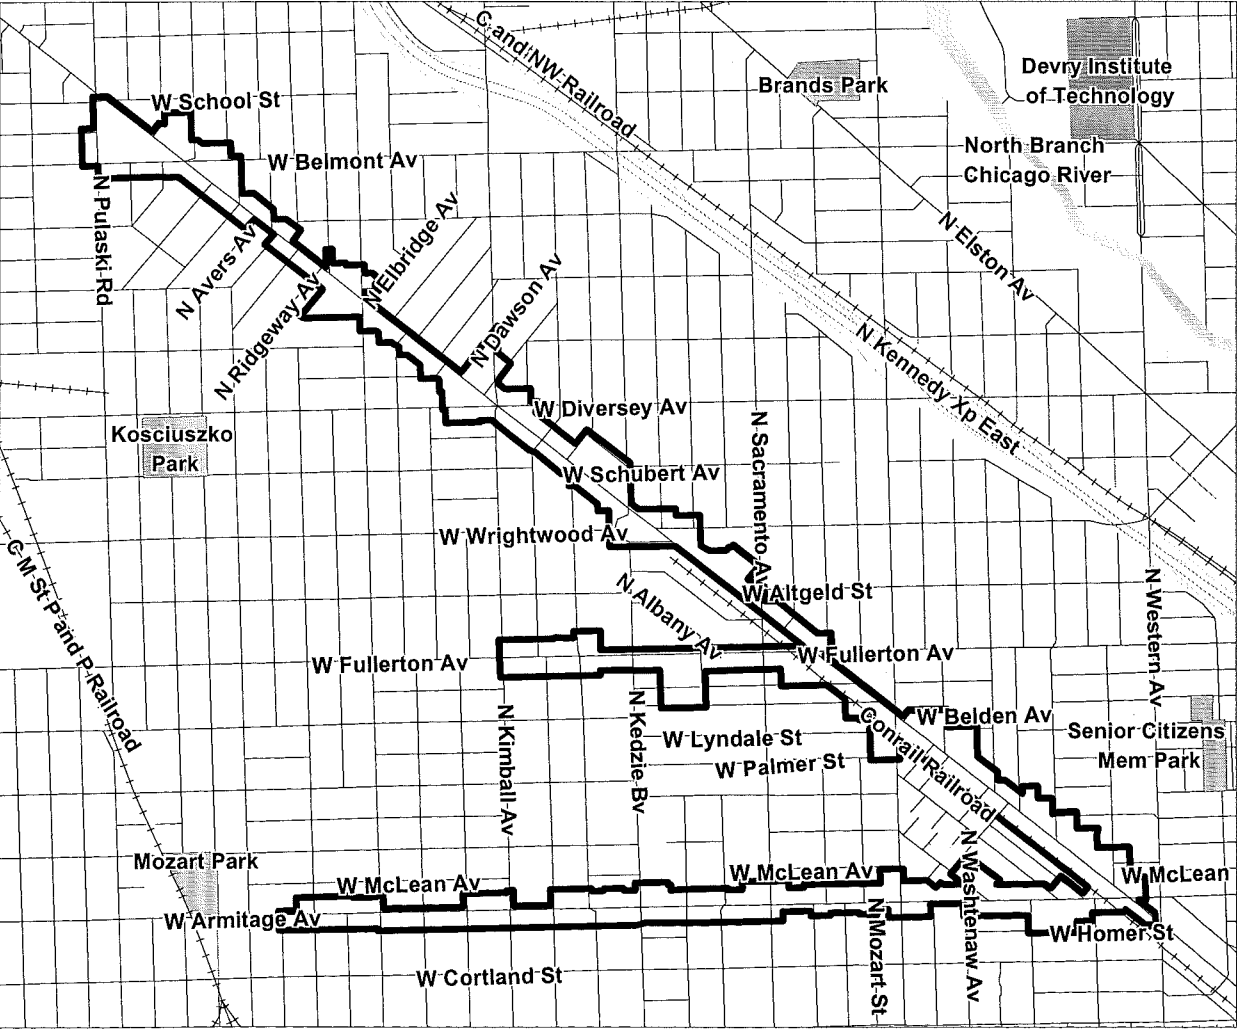 C and NW Railroad
Devry Institute
of Technology
Brands Park
W School St
North Branch
Chicago River
W Belmont Av
N Pulaski Rd
N Elbridge Av
N Avers Av
N Elston Av
N Dawson Av
N Ridgeway Av
N Kennedy Xp East
W Diversey Av
N Sacramento Av
Kosciuszko
Park
W Schubert Av
W Wrightwood Av
C M St P and P Railroad
N Albany Av
W Altgeld St
N Western Av
W Fullerton Av
W Fullerton Av
N Kimball Av
N Kedzie Bv
W Belden Av
Conrail Railroad
Senior Citizens
Mem Park
W Lyndale St
W Palmer St
Mozart Park
N Washtenaw Av
W McLean Av
W McLean Av
W McLean
W Armitage Av
N Mozart St
W Homer St
W Cortland St